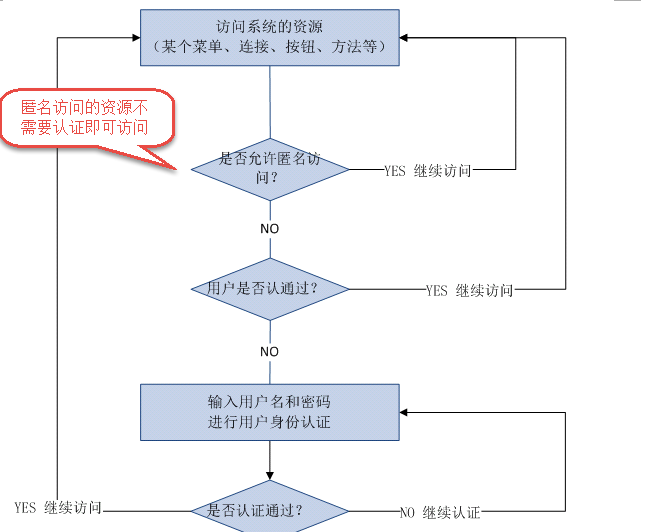 访问系统的资源
（某个菜单、连接、按钮、方法等）
匿名访问的资源不
需要认证即可访问
是否允许匿名访
问？
YES 继续访问
NO
用户是否认通过？
YES 继续访问
NO
输入用户名和密码
进行用户身份认证
YES 继续访问
是否认证通过？
NO 继续认证